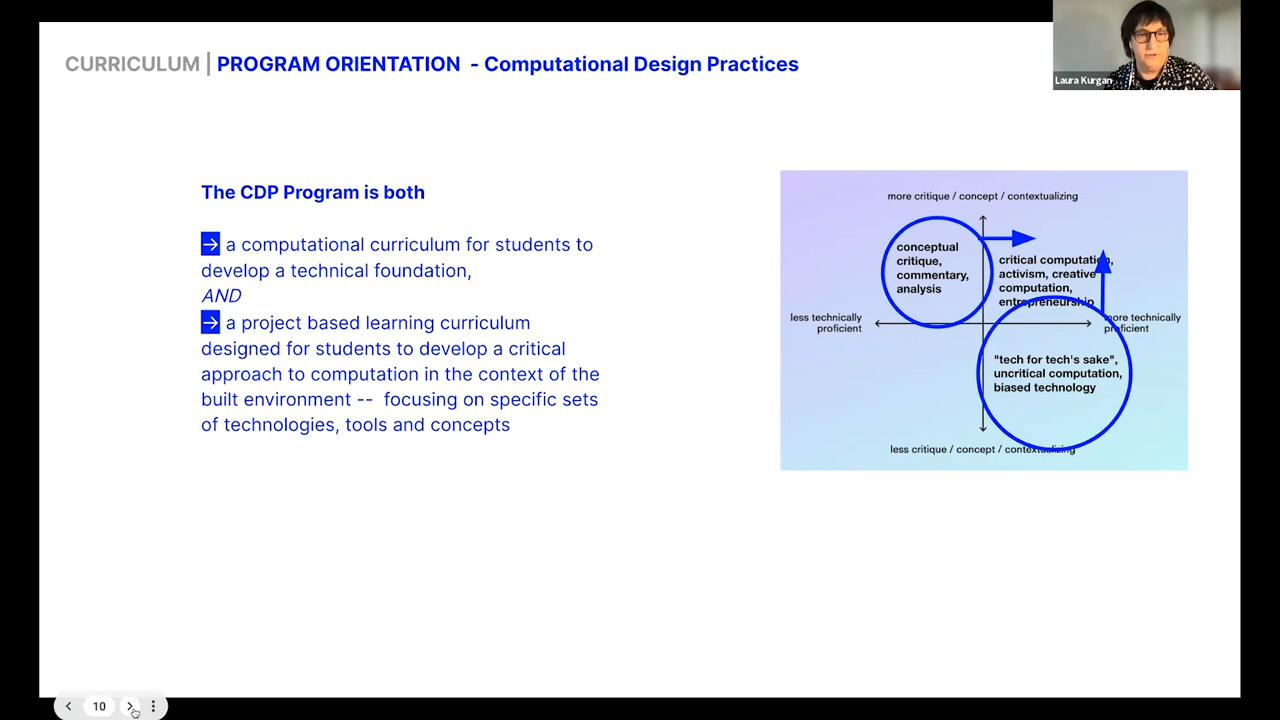 CURRICULUM | PROGRAM ORIENTATION - Computational Design Practices
Laura Kurgan
The CDP Program is both
→ a computational curriculum for students to
develop a technical foundation,
AND
→ a project based learning curriculum
designed for students to develop a critical
approach to computation in the context of the
built environment -- focusing on specific sets
of technologies, tools and concepts
more critique / concept / contextualizing
conceptual
critique,
commentary,
analysis
critical computation,
activism, creative
computation,
entrepreneurship
less technically
proficient
more technically
proficient
"tech for tech's sake",
uncritical computation,
biased technology
less critique / concept / contextualizing
10